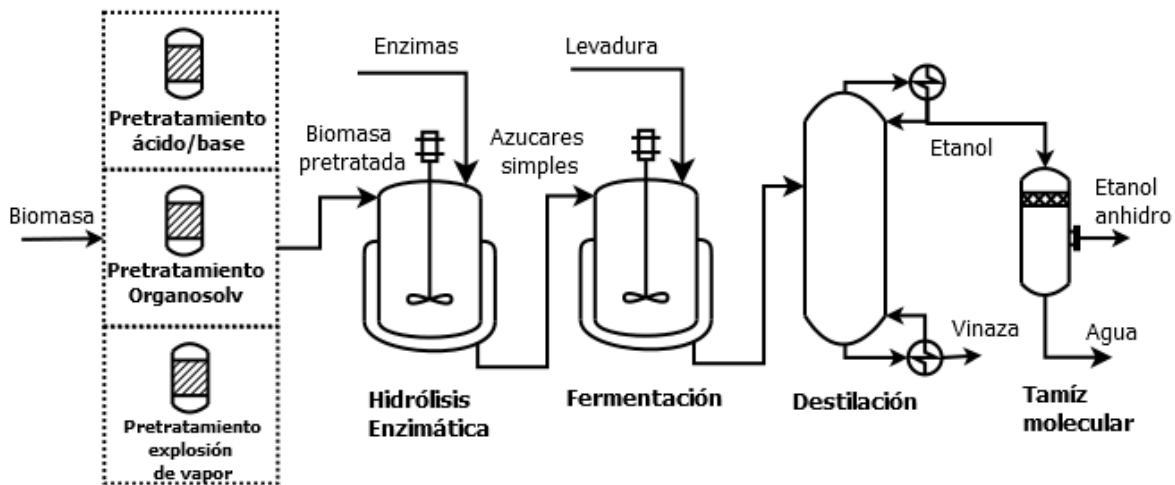 Biomasa
Pretratamiento
ácido/base
Pretratamiento
Organosolv
Pretratamiento
explosión
de vapor
Biomasa
pretratada
Enzimas
Hidrólisis
Enzimática
Azucares
simples
Levadura
Fermentación
Etanol
Vinaza
Destilación
Etanol
anhidro
Agua
Tamíz
molecular